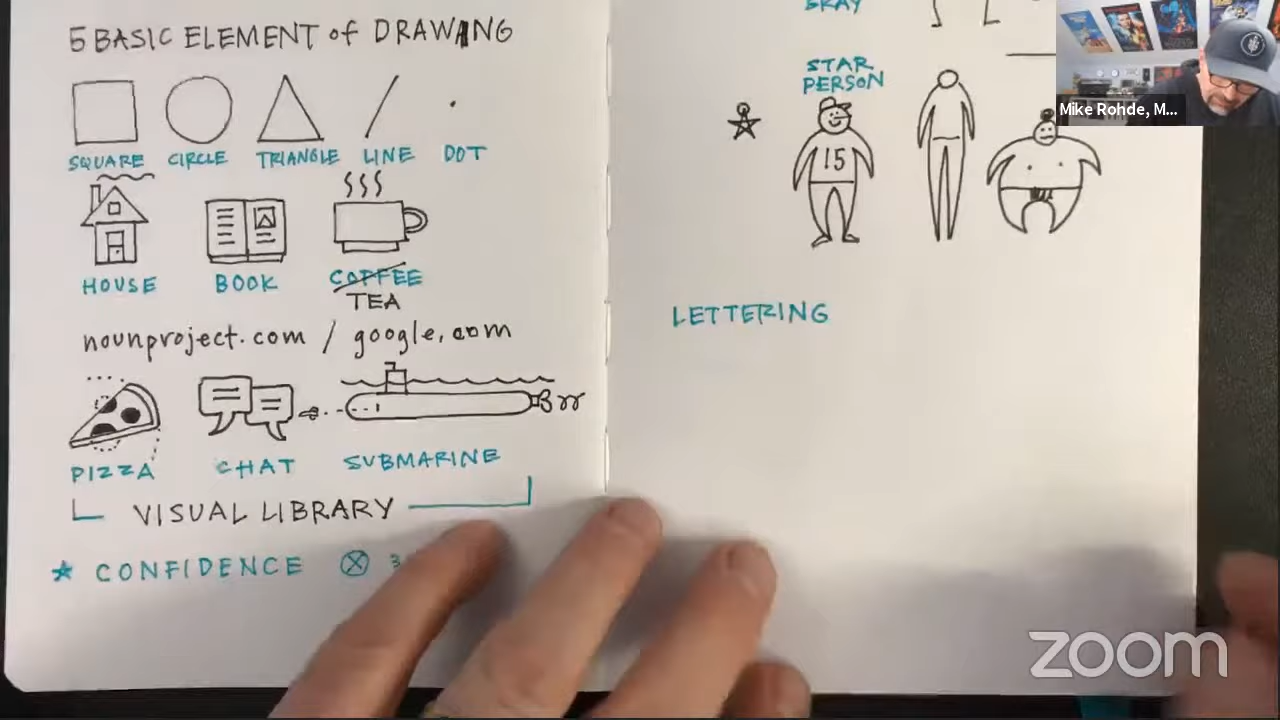 5 BASIC ELEMENT of DRAWING
SQUARE CIRCLE TRIANGLE LINE DOT
HOUSE BOOK COFFEE
TEA
nounproject.com / google.com
PIZZA CHAT SUBMARINE
VISUAL LIBRARY
CONFIDENCE
GRAY
STAR
PERSON
15
LETTERING
Mike Rohde, M...
zoom